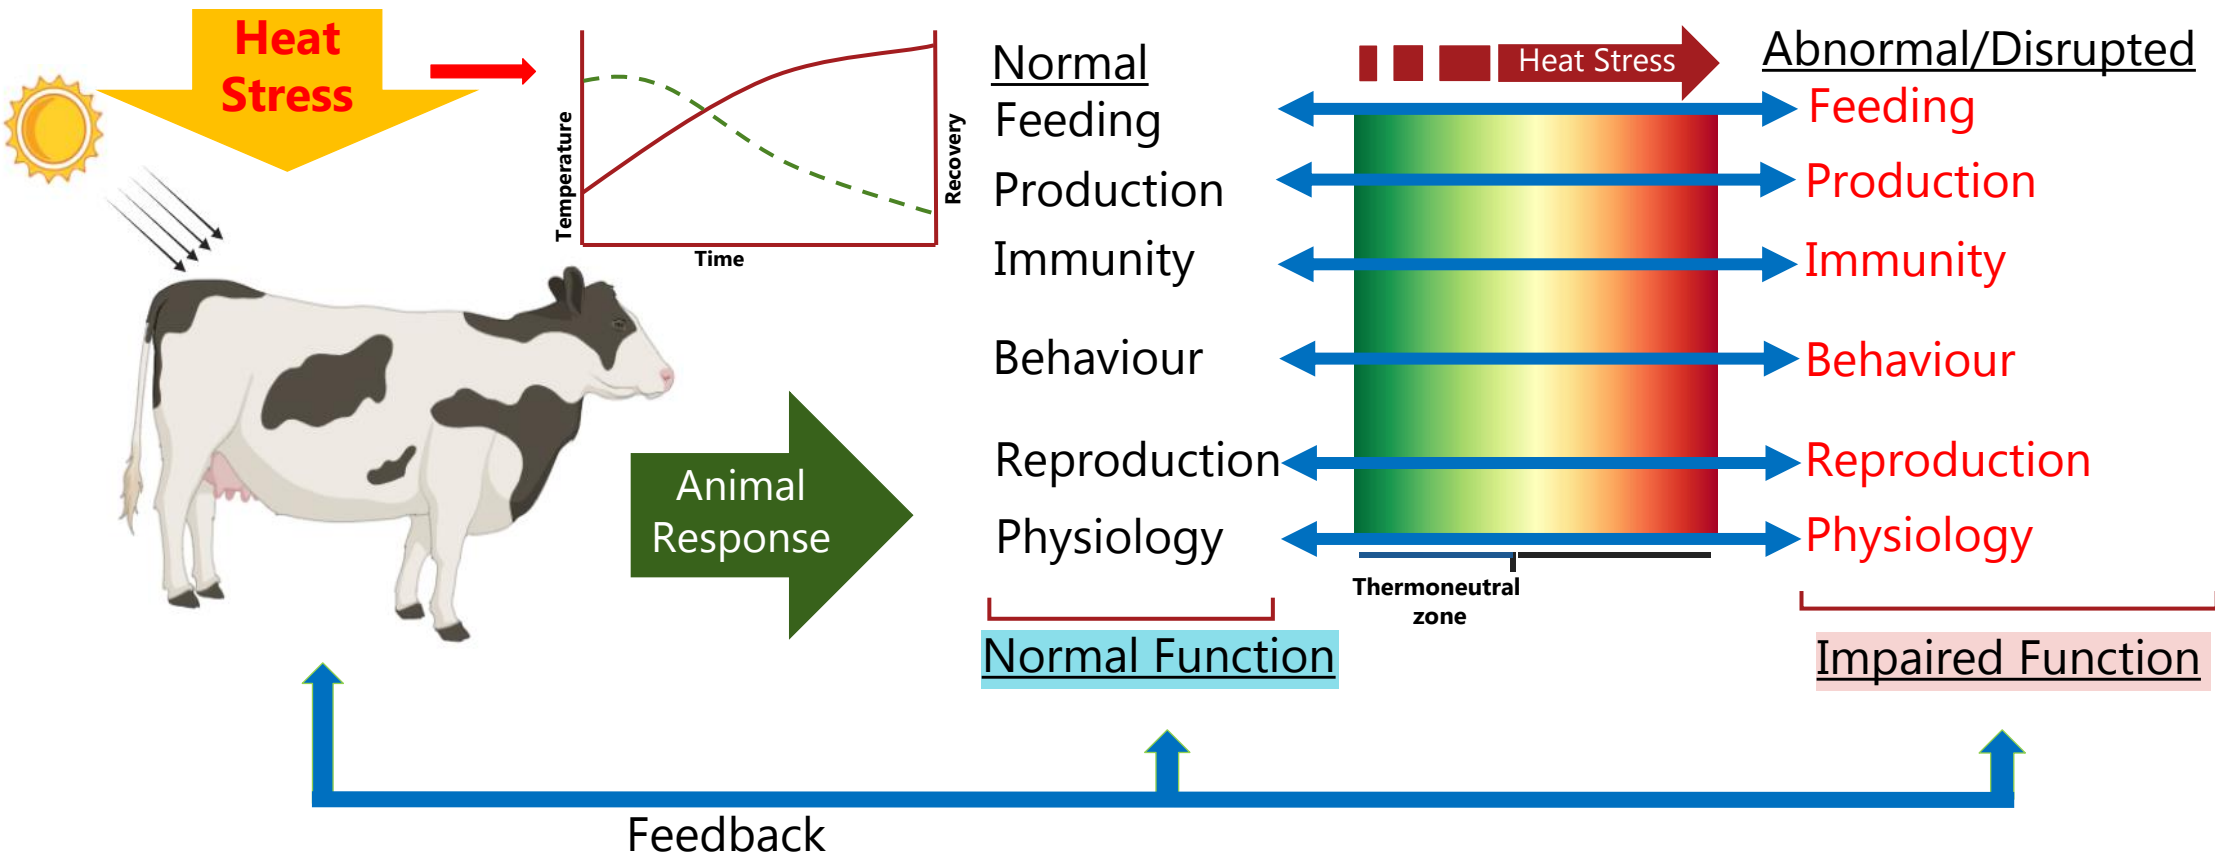 Heat
Stress
Temperature
Time
Recovery
Animal
Response
Normal
Feeding
Production
Immunity
Behaviour
Reproduction
Physiology
Normal Function
Heat Stress
Thermoneutral
zone
Abnormal/Disrupted
Feeding
Production
Immunity
Behaviour
Reproduction
Physiology
Impaired Function
Feedback